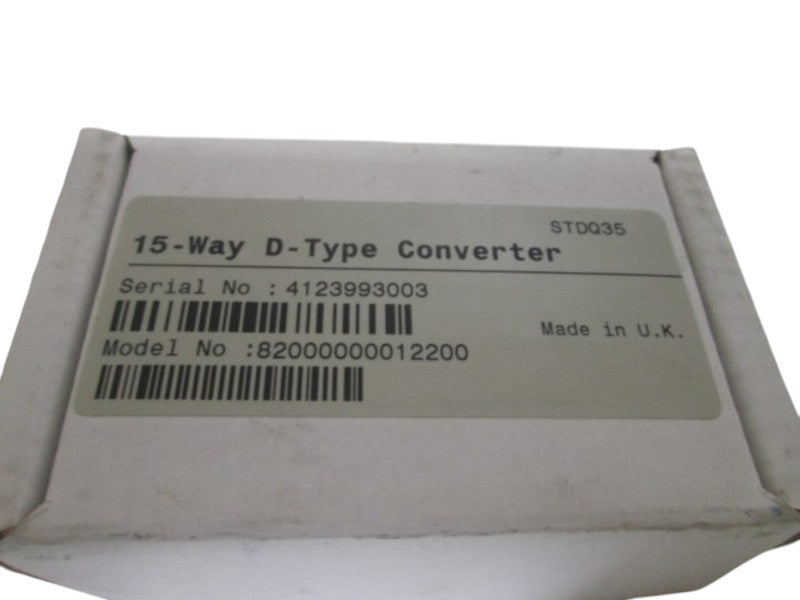 STDQ35
15-Way D-Type Converter
Serial No : 4123993003
Made in U.K.
Model No :82000000012200